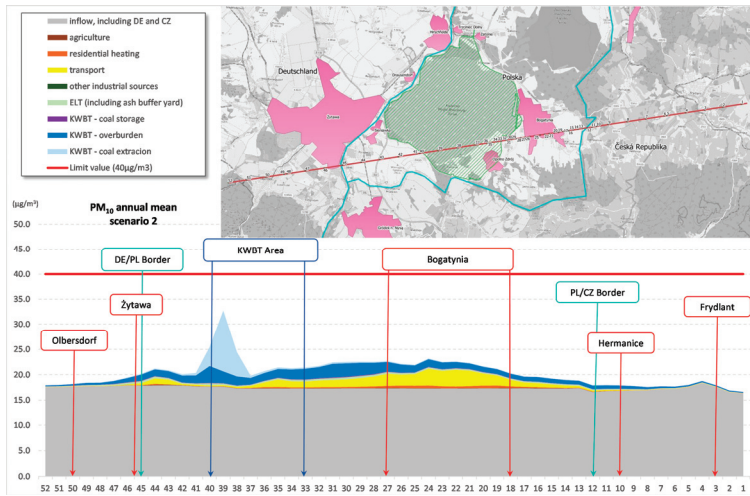 inflow, including DE and CZ
agriculture
residential heating
transport
other industrial sources
ELT (including ash buffer yard)
KWBT - coal storage
KWBT - overburden
KWBT - coal extracion
Limit value (40µg/m3)
Deutschland
Polska
Česká Republika
Bogatynia
(µg/m³)
PM10 annual mean
scenario 2
50.0
45.0
40.0
35.0
30.0
25.0
20.0
15.0
10.0
5.0
0.0
DE/PL Border
KWBT Area
Bogatynia
Żytawa
PL/CZ Border
Frydlant
Olbersdorf
Hermanice
52 51 50 49 48 47 46 45 44 43 42 41 40 39 38 37 36 35 34 33 32 31 30 29 28 27 26 25 24 23 22 21 20 19 18 17 16 15 14 13 12 11 10 9 8 7 6 5 4 3 2 1